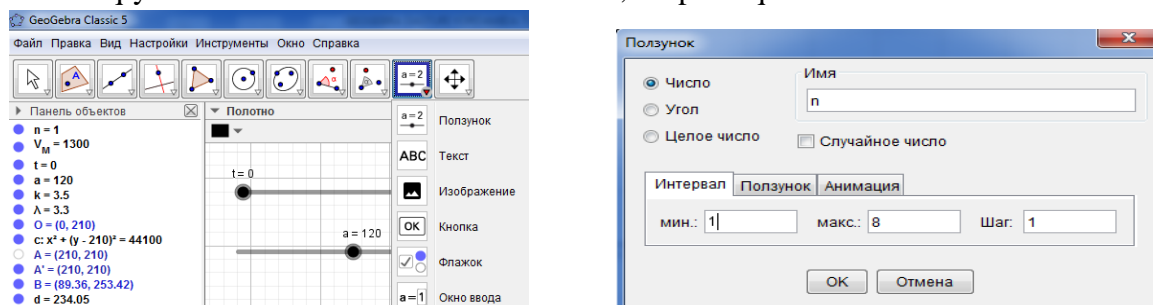 GeoGebra Classic 5
Файл Правка Вид Настройки Инструменты Окно Справка
a = 2
Панель объектов
Полотно
n = 1
V_M = 1300
t = 0
a = 120
k = 3.5
λ = 3.3
O = (0, 210)
c: x² + (y - 210)² = 44100
A = (210, 210)
A' = (210, 210)
B = (89.36, 253.42)
d = 234.05
t = 0
a = 120
a = 2
Ползунок
ABC
Текст
Изображение
OK
Кнопка
Флажок
a=1
Окно ввода
Ползунок
Число
Угол
Целое число
Имя
n
Случайное число
Интервал
Ползунок
Анимация
мин.: 1
макс.: 8
Шаг: 1
OK
Отмена